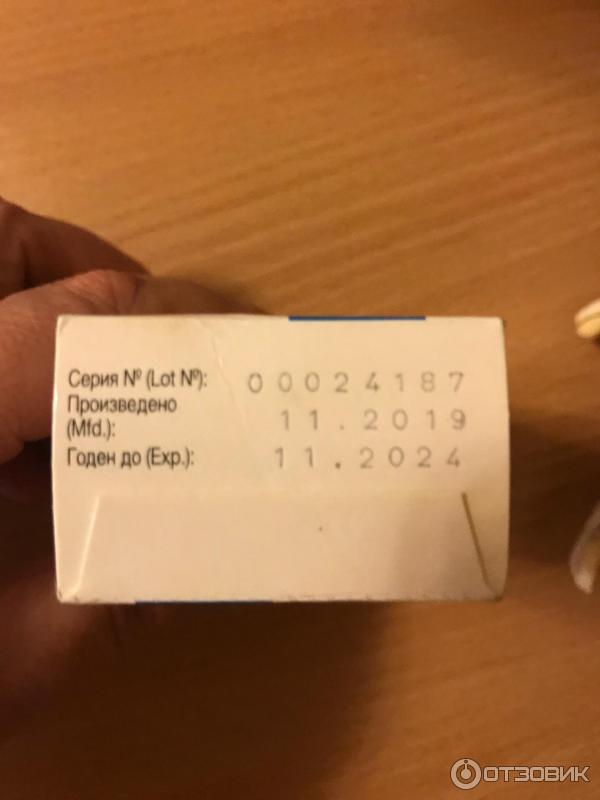 Серия № (Lot №): 00024187
Произведено
(Mfd.): 11.2019
Годен до (Exp.): 11.2024
ОТЗОВИК